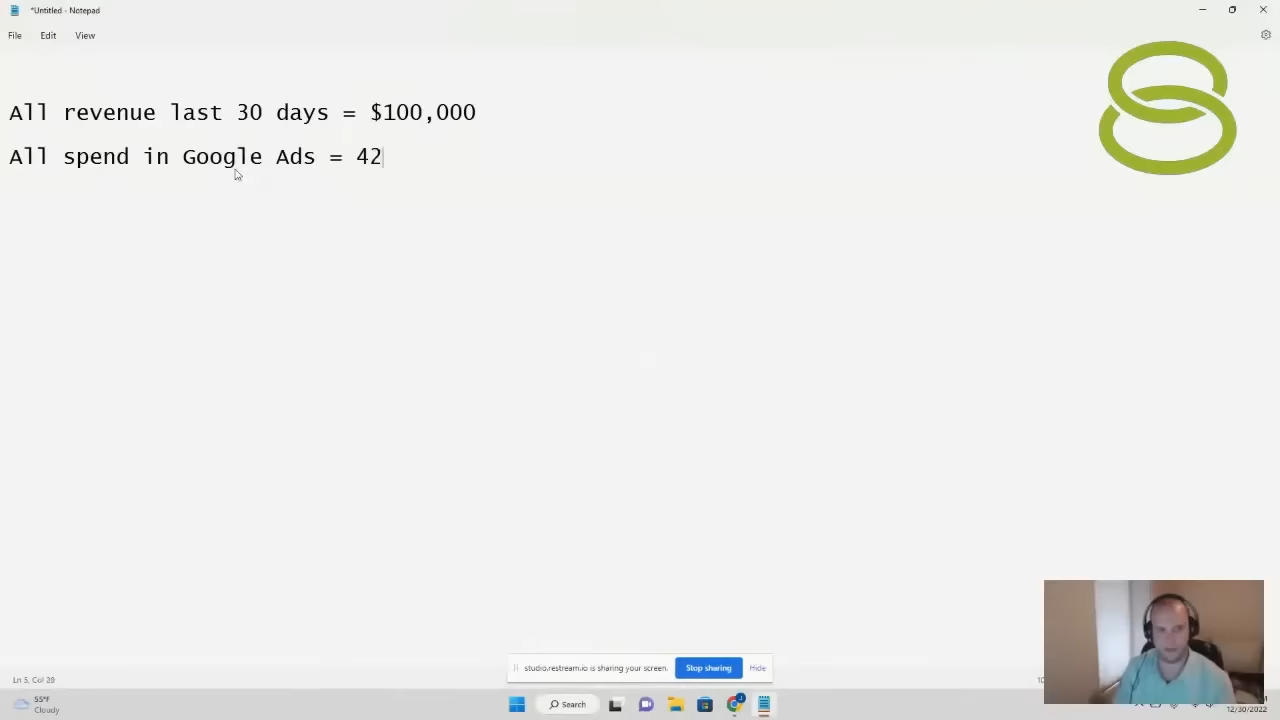 *Untitled - Notepad
File Edit View
All revenue last 30 days = $100,000
All spend in Google Ads = 42
studio.restream.io is sharing your screen.
Stop sharing
Hide
Ln 5, Col 28
55°F
Cloudy
Search
12/30/2022